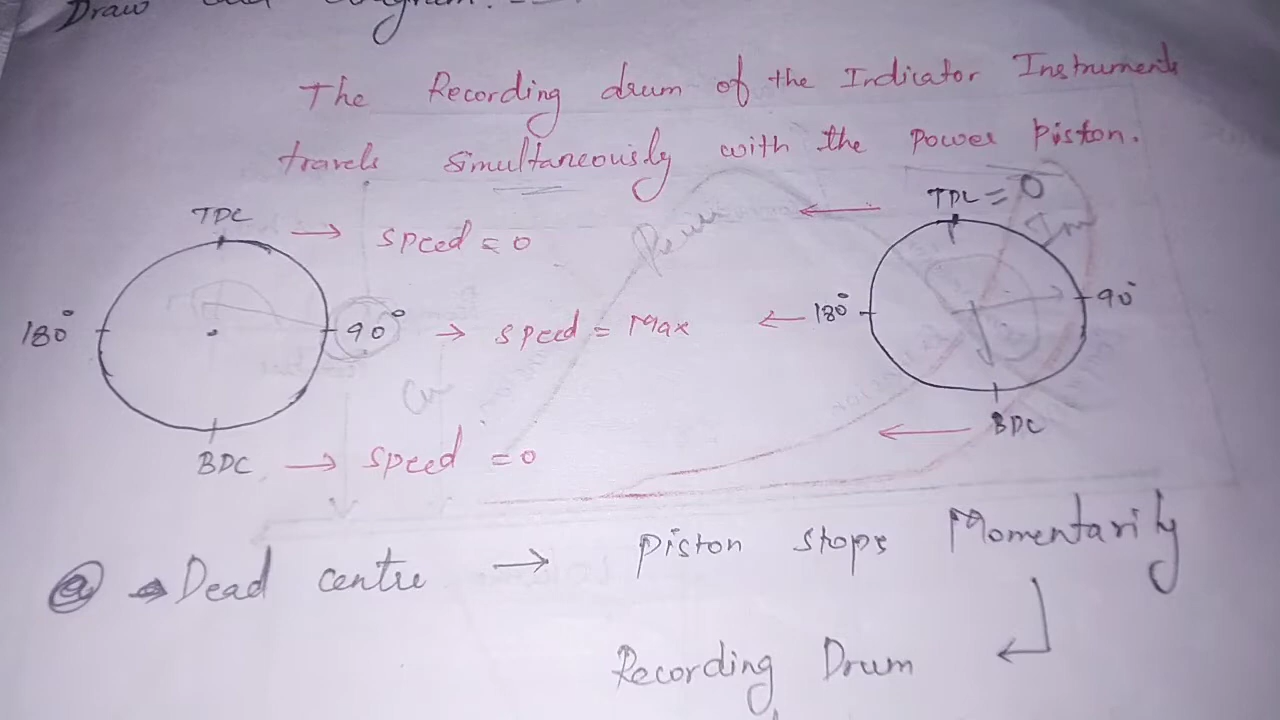 Draw
The Recording drum of the Indicator Instruments
travels simultaneously with the power piston.
TDC → speed = 0
180° 90° → speed = Max
BDC → speed = 0
← TDC = 0
← 180° 90°
← BDC
Dead centre → piston stops Momentarily
Recording Drum